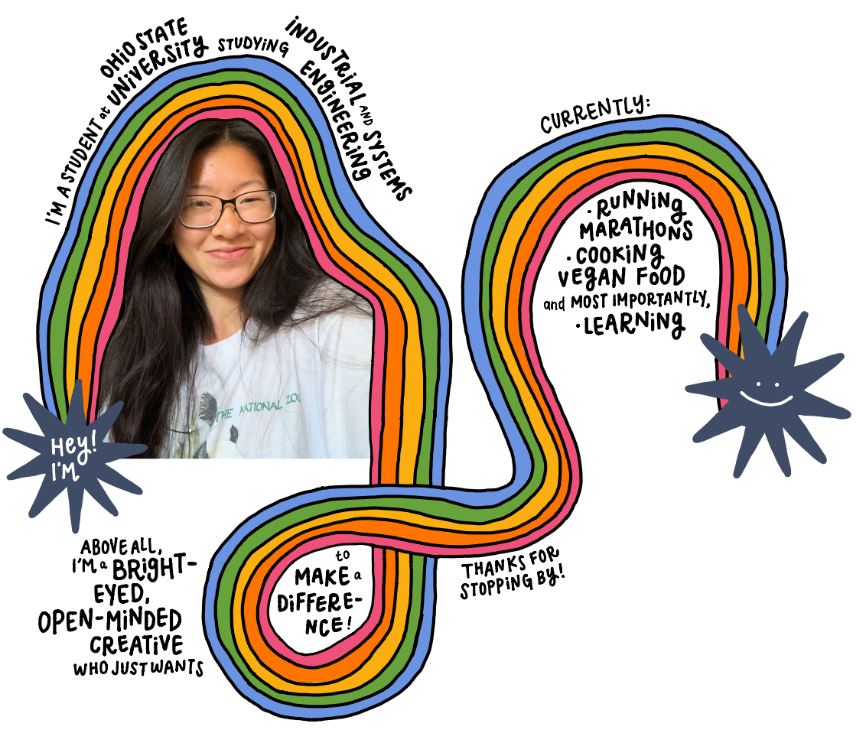 Hey!
I'M
I'M A STUDENT at
OHIO STATE
UNIVERSITY
STUDYING
INDUSTRIAL AND SYSTEMS
ENGINEERING
THE NATIONAL ZOO
ABOVE ALL,
I'M a BRIGHT-
EYED,
OPEN-MINDED
CREATIVE
WHO JUST WANTS
to
MAKE a
DIFFERE-
NCE!
CURRENTLY:
· RUNNING
MARATHONS
· COOKING
VEGAN FOOD
and MOST IMPORTANTLY,
· LEARNING
THANKS FOR
STOPPING BY!